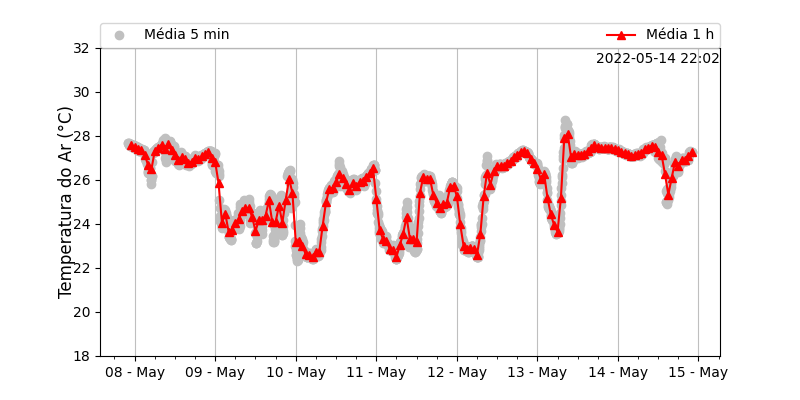 Média 5 min
Média 1 h
2022-05-14 22:02
Temperatura do Ar (°C)
32
30
28
26
24
22
20
18
08 - May
09 - May
10 - May
11 - May
12 - May
13 - May
14 - May
15 - May